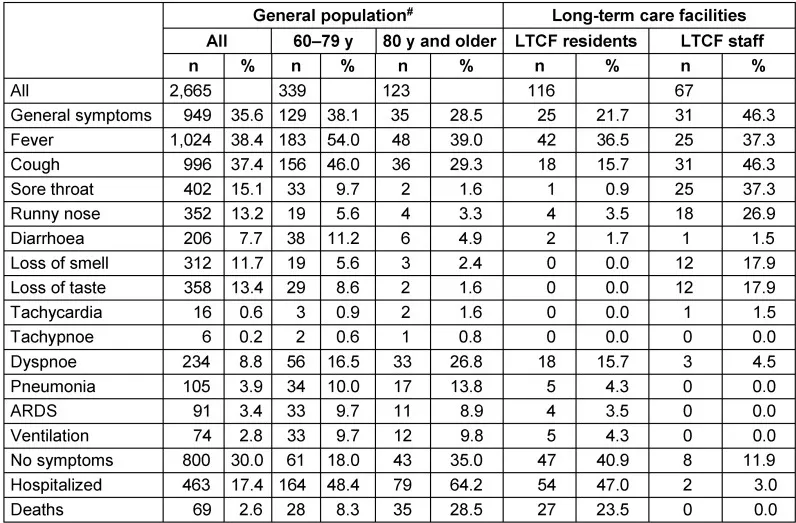 General population# Long-term care facilities
All 60–79 y 80 y and older LTCF residents LTCF staff
n % n % n % n % n %
All 2,665 339 123 116 67
General symptoms 949 35.6 129 38.1 35 28.5 25 21.7 31 46.3
Fever 1,024 38.4 183 54.0 48 39.0 42 36.5 25 37.3
Cough 996 37.4 156 46.0 36 29.3 18 15.7 31 46.3
Sore throat 402 15.1 33 9.7 2 1.6 1 0.9 25 37.3
Runny nose 352 13.2 19 5.6 4 3.3 4 3.5 18 26.9
Diarrhoea 206 7.7 38 11.2 6 4.9 2 1.7 1 1.5
Loss of smell 312 11.7 19 5.6 3 2.4 0 0.0 12 17.9
Loss of taste 358 13.4 29 8.6 2 1.6 0 0.0 12 17.9
Tachycardia 16 0.6 3 0.9 2 1.6 0 0.0 1 1.5
Tachypnoe 6 0.2 2 0.6 1 0.8 0 0.0 0 0.0
Dyspnoe 234 8.8 56 16.5 33 26.8 18 15.7 3 4.5
Pneumonia 105 3.9 34 10.0 17 13.8 5 4.3 0 0.0
ARDS 91 3.4 33 9.7 11 8.9 4 3.5 0 0.0
Ventilation 74 2.8 33 9.7 12 9.8 5 4.3 0 0.0
No symptoms 800 30.0 61 18.0 43 35.0 47 40.9 8 11.9
Hospitalized 463 17.4 164 48.4 79 64.2 54 47.0 2 3.0
Deaths 69 2.6 28 8.3 35 28.5 27 23.5 0 0.0